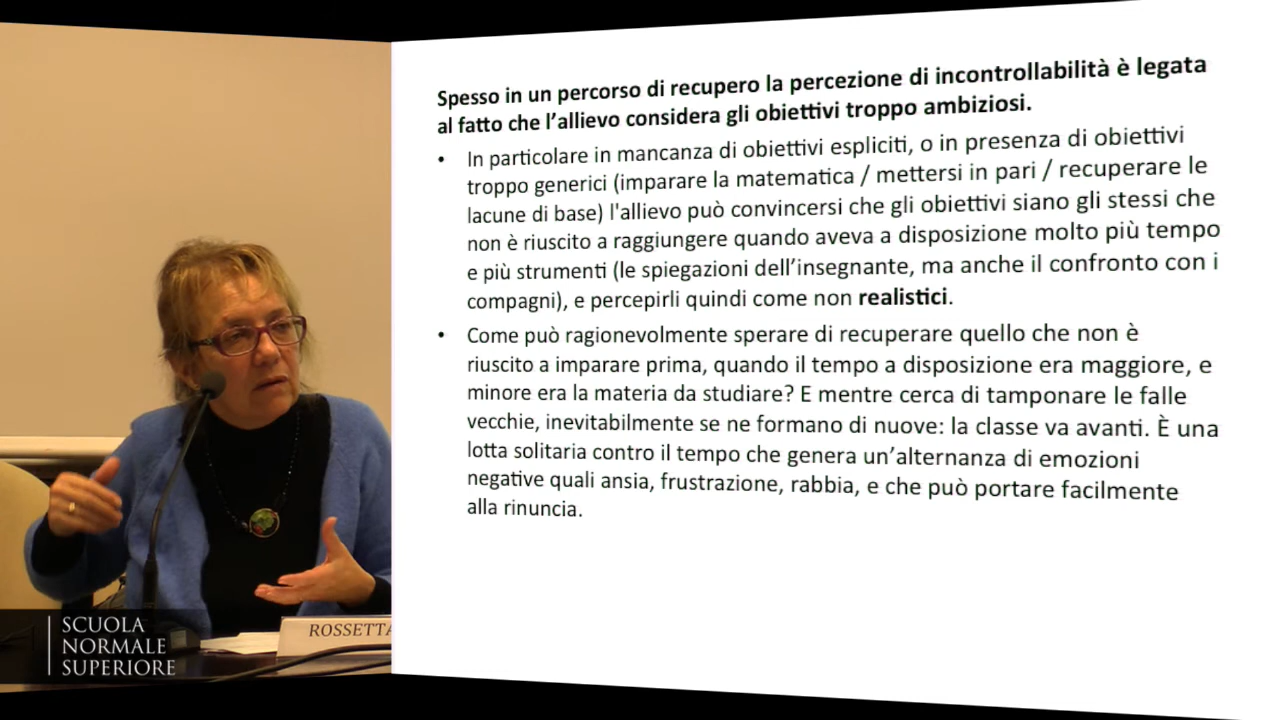 Spesso in un percorso di recupero la percezione di incontrollabilità è legata
al fatto che l'allievo considera gli obiettivi troppo ambiziosi.
• In particolare in mancanza di obiettivi espliciti, o in presenza di obiettivi
troppo generici (imparare la matematica / mettersi in pari / recuperare le
lacune di base) l'allievo può convincersi che gli obiettivi siano gli stessi che
non è riuscito a raggiungere quando aveva a disposizione molto più tempo
e più strumenti (le spiegazioni dell'insegnante, ma anche il confronto con i
compagni), e percepirli quindi come non realistici.
• Come può ragionevolmente sperare di recuperare quello che non è
riuscito a imparare prima, quando il tempo a disposizione era maggiore, e
minore era la materia da studiare? E mentre cerca di tamponare le falle
vecchie, inevitabilmente se ne formano di nuove: la classe va avanti. È una
lotta solitaria contro il tempo che genera un'alternanza di emozioni
negative quali ansia, frustrazione, rabbia, e che può portare facilmente
alla rinuncia.
ROSSETTA
SCUOLA
NORMALE
SUPERIORE